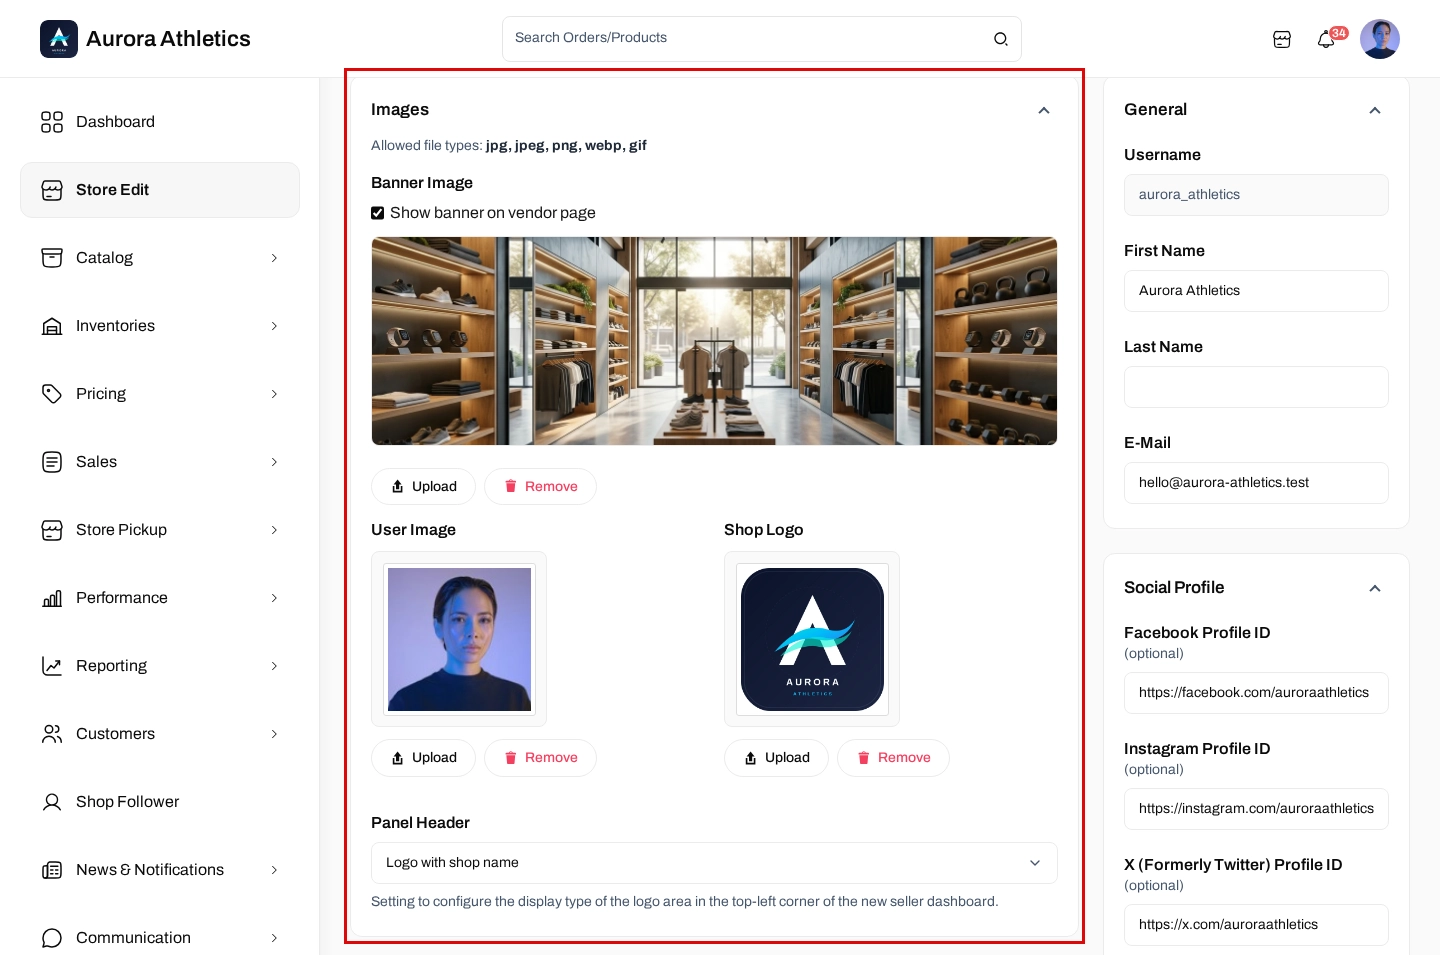 Aurora Athletics
Search Orders/Products
34
Dashboard
Store Edit
Catalog
Inventories
Pricing
Sales
Store Pickup
Performance
Reporting
Customers
Shop Follower
News & Notifications
Communication
Images
Allowed file types: jpg, jpeg, png, webp, gif
Banner Image
Show banner on vendor page
Upload
Remove
User Image
Shop Logo
AURORA
ATHLETICS
Upload
Remove
Upload
Remove
Panel Header
Logo with shop name
Setting to configure the display type of the logo area in the top-left corner of the new seller dashboard.
General
Username
aurora_athletics
First Name
Aurora Athletics
Last Name
E-Mail
hello@aurora-athletics.test
Social Profile
Facebook Profile ID
(optional)
https://facebook.com/auroraathletics
Instagram Profile ID
(optional)
https://instagram.com/auroraathletics
X (Formerly Twitter) Profile ID
(optional)
https://x.com/auroraathletics